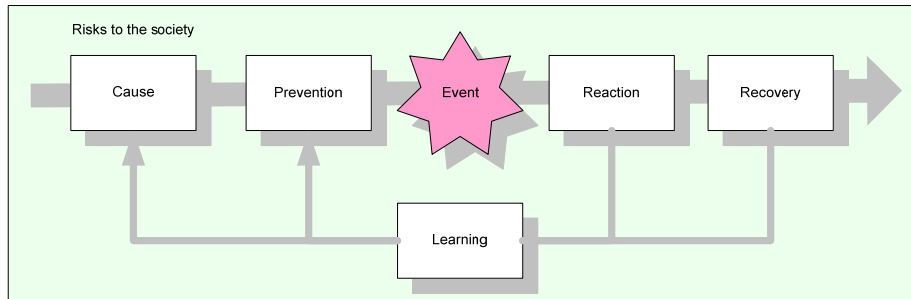 Risks to the society
Cause
Prevention
Event
Reaction
Recovery
Learning